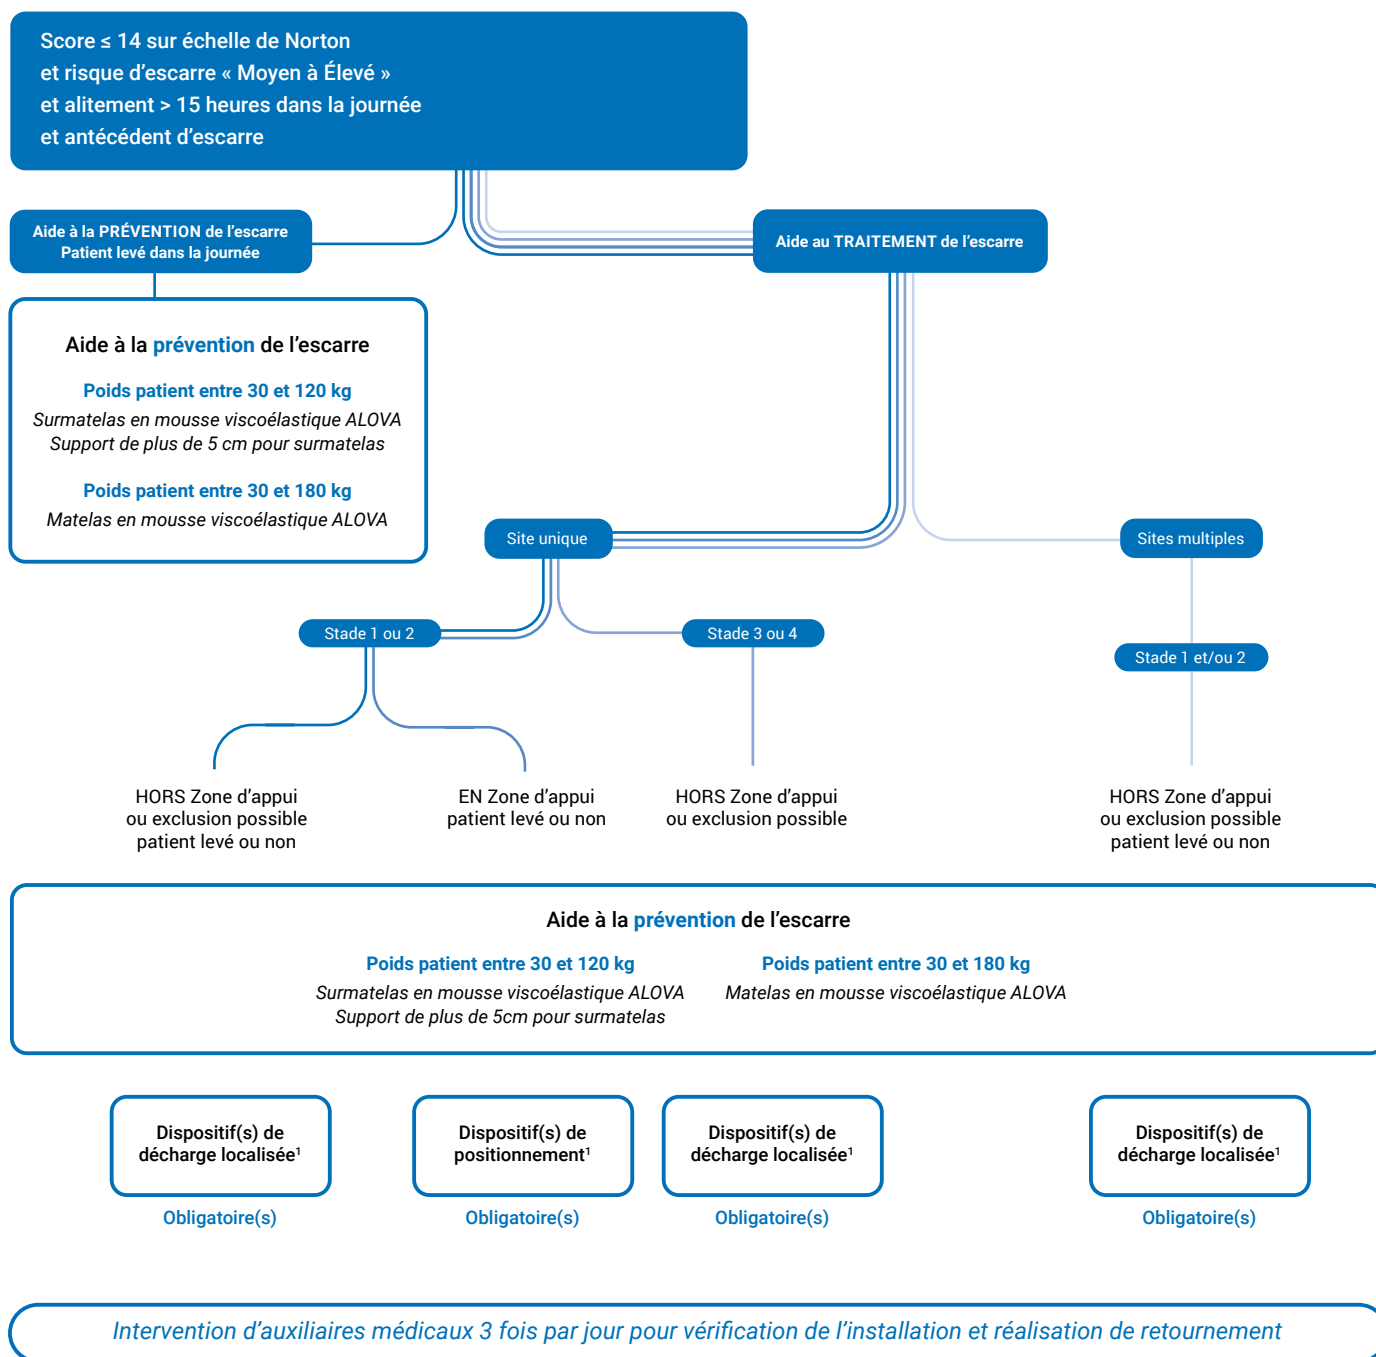 Score ≤ 14 sur échelle de Norton
et risque d'escarre « Moyen à Élevé »
et alitement > 15 heures dans la journée
et antécédent d'escarre
Aide à la PRÉVENTION de l'escarre
Patient levé dans la journée
Aide au TRAITEMENT de l'escarre
Aide à la prévention de l'escarre
Poids patient entre 30 et 120 kg
Surmatelas en mousse viscoélastique ALOVA
Support de plus de 5 cm pour surmatelas
Poids patient entre 30 et 180 kg
Matelas en mousse viscoélastique ALOVA
Site unique
Sites multiples
Stade 1 ou 2
Stade 3 ou 4
Stade 1 et/ou 2
HORS Zone d'appui
ou exclusion possible
patient levé ou non
EN Zone d'appui
patient levé ou non
HORS Zone d'appui
ou exclusion possible
HORS Zone d'appui
ou exclusion possible
patient levé ou non
Aide à la prévention de l'escarre
Poids patient entre 30 et 120 kg
Surmatelas en mousse viscoélastique ALOVA
Support de plus de 5cm pour surmatelas
Poids patient entre 30 et 180 kg
Matelas en mousse viscoélastique ALOVA
Dispositif(s) de
décharge localisée¹
Obligatoire(s)
Dispositif(s) de
positionnement¹
Obligatoire(s)
Dispositif(s) de
décharge localisée¹
Obligatoire(s)
Dispositif(s) de
décharge localisée¹
Obligatoire(s)
Intervention d'auxiliaires médicaux 3 fois par jour pour vérification de l'installation et réalisation de retournement